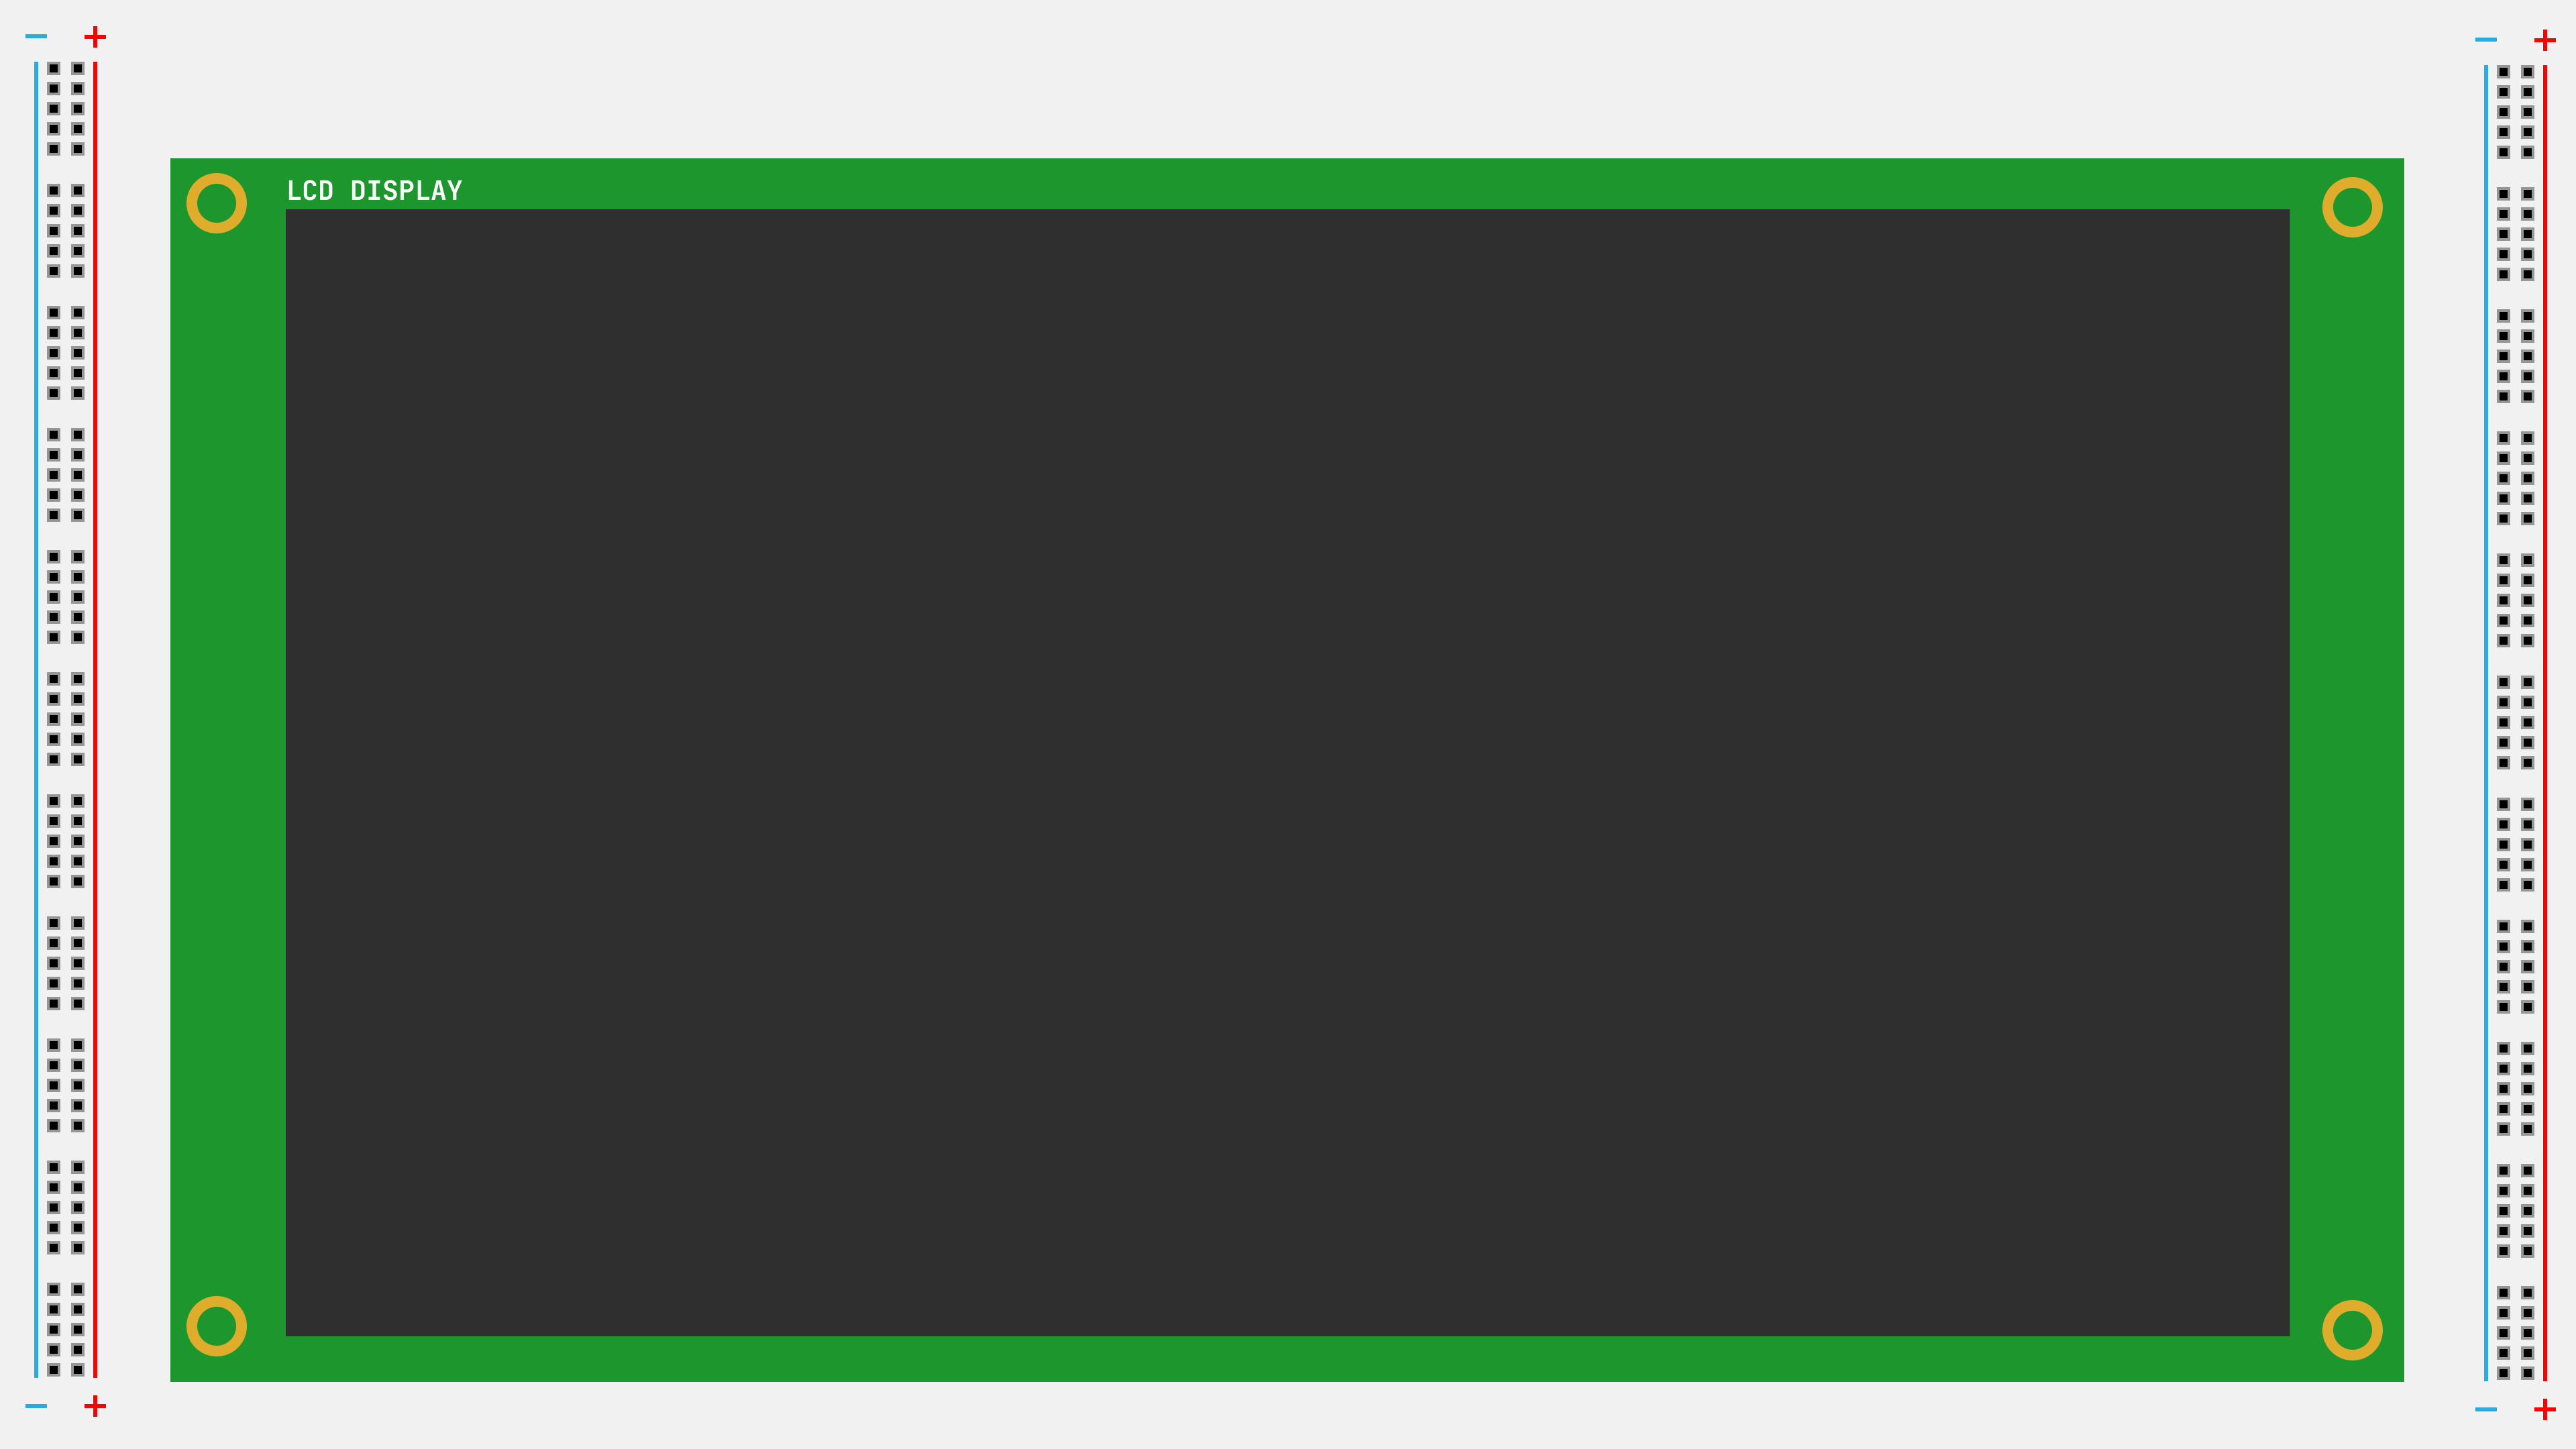 − +
− +
LCD DISPLAY
− +
− +